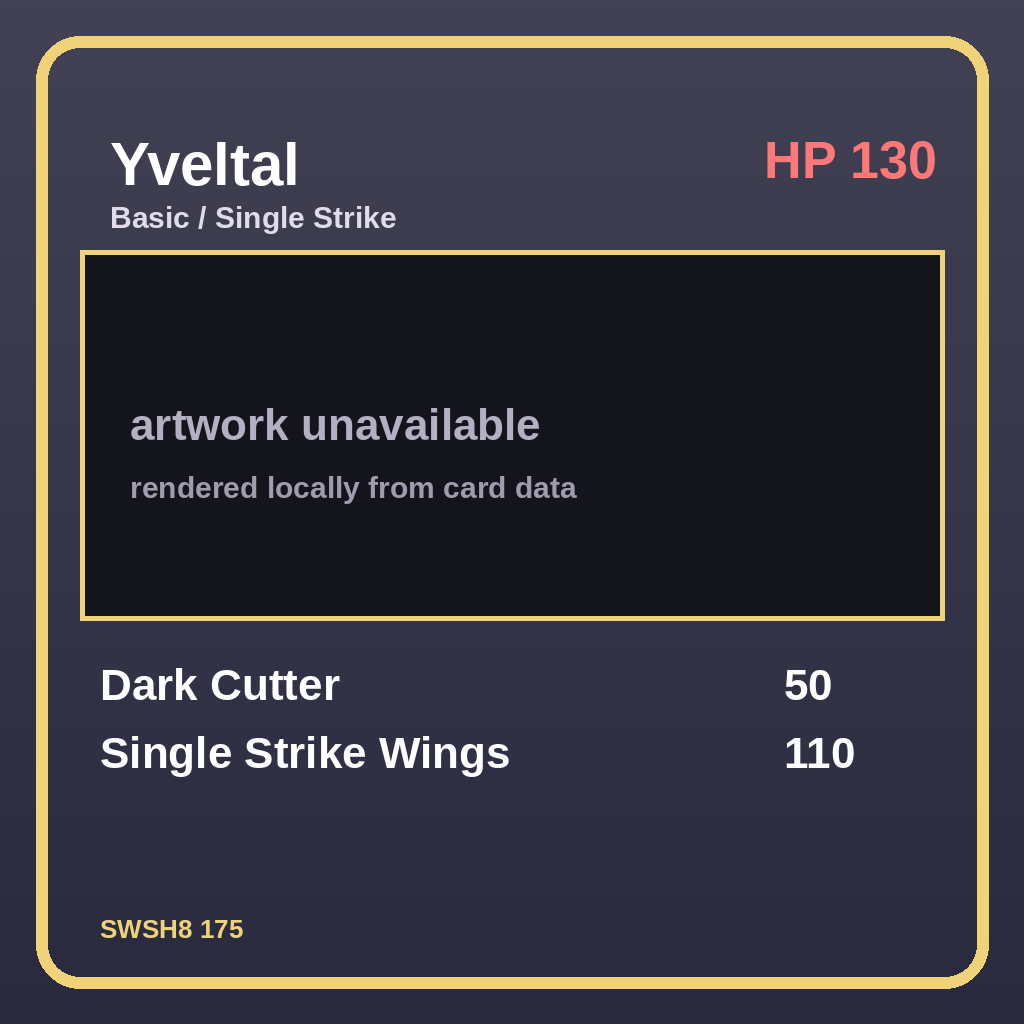 Yveltal
HP 130
Basic / Single Strike
artwork unavailable
rendered locally from card data
Dark Cutter 50
Single Strike Wings 110
SWSH8 175